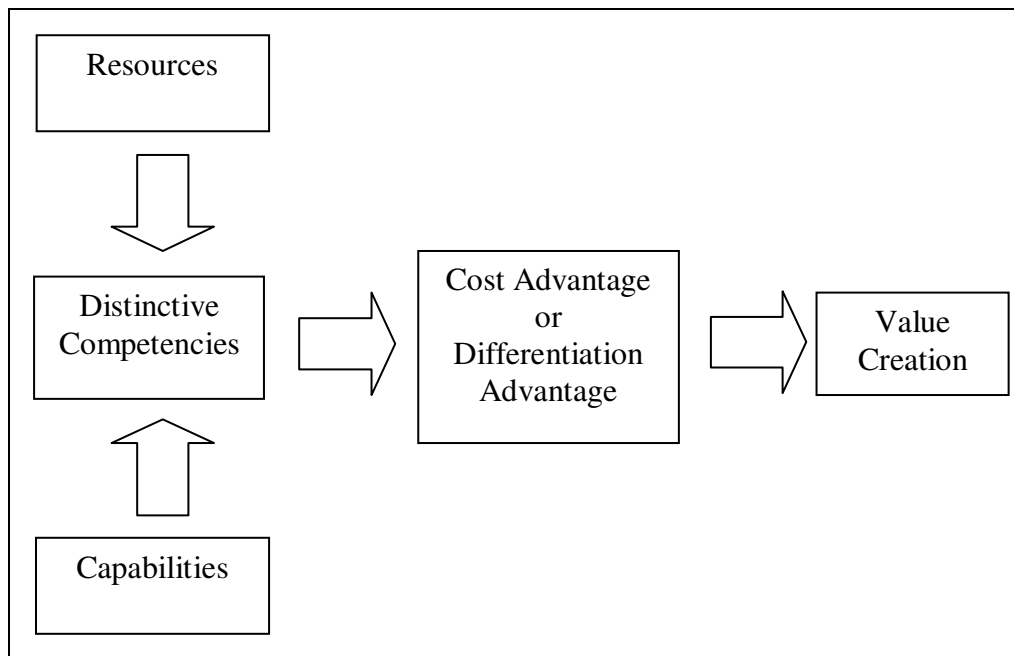 Resources
Distinctive
Competencies
Cost Advantage
or
Differentiation
Advantage
Value
Creation
Capabilities